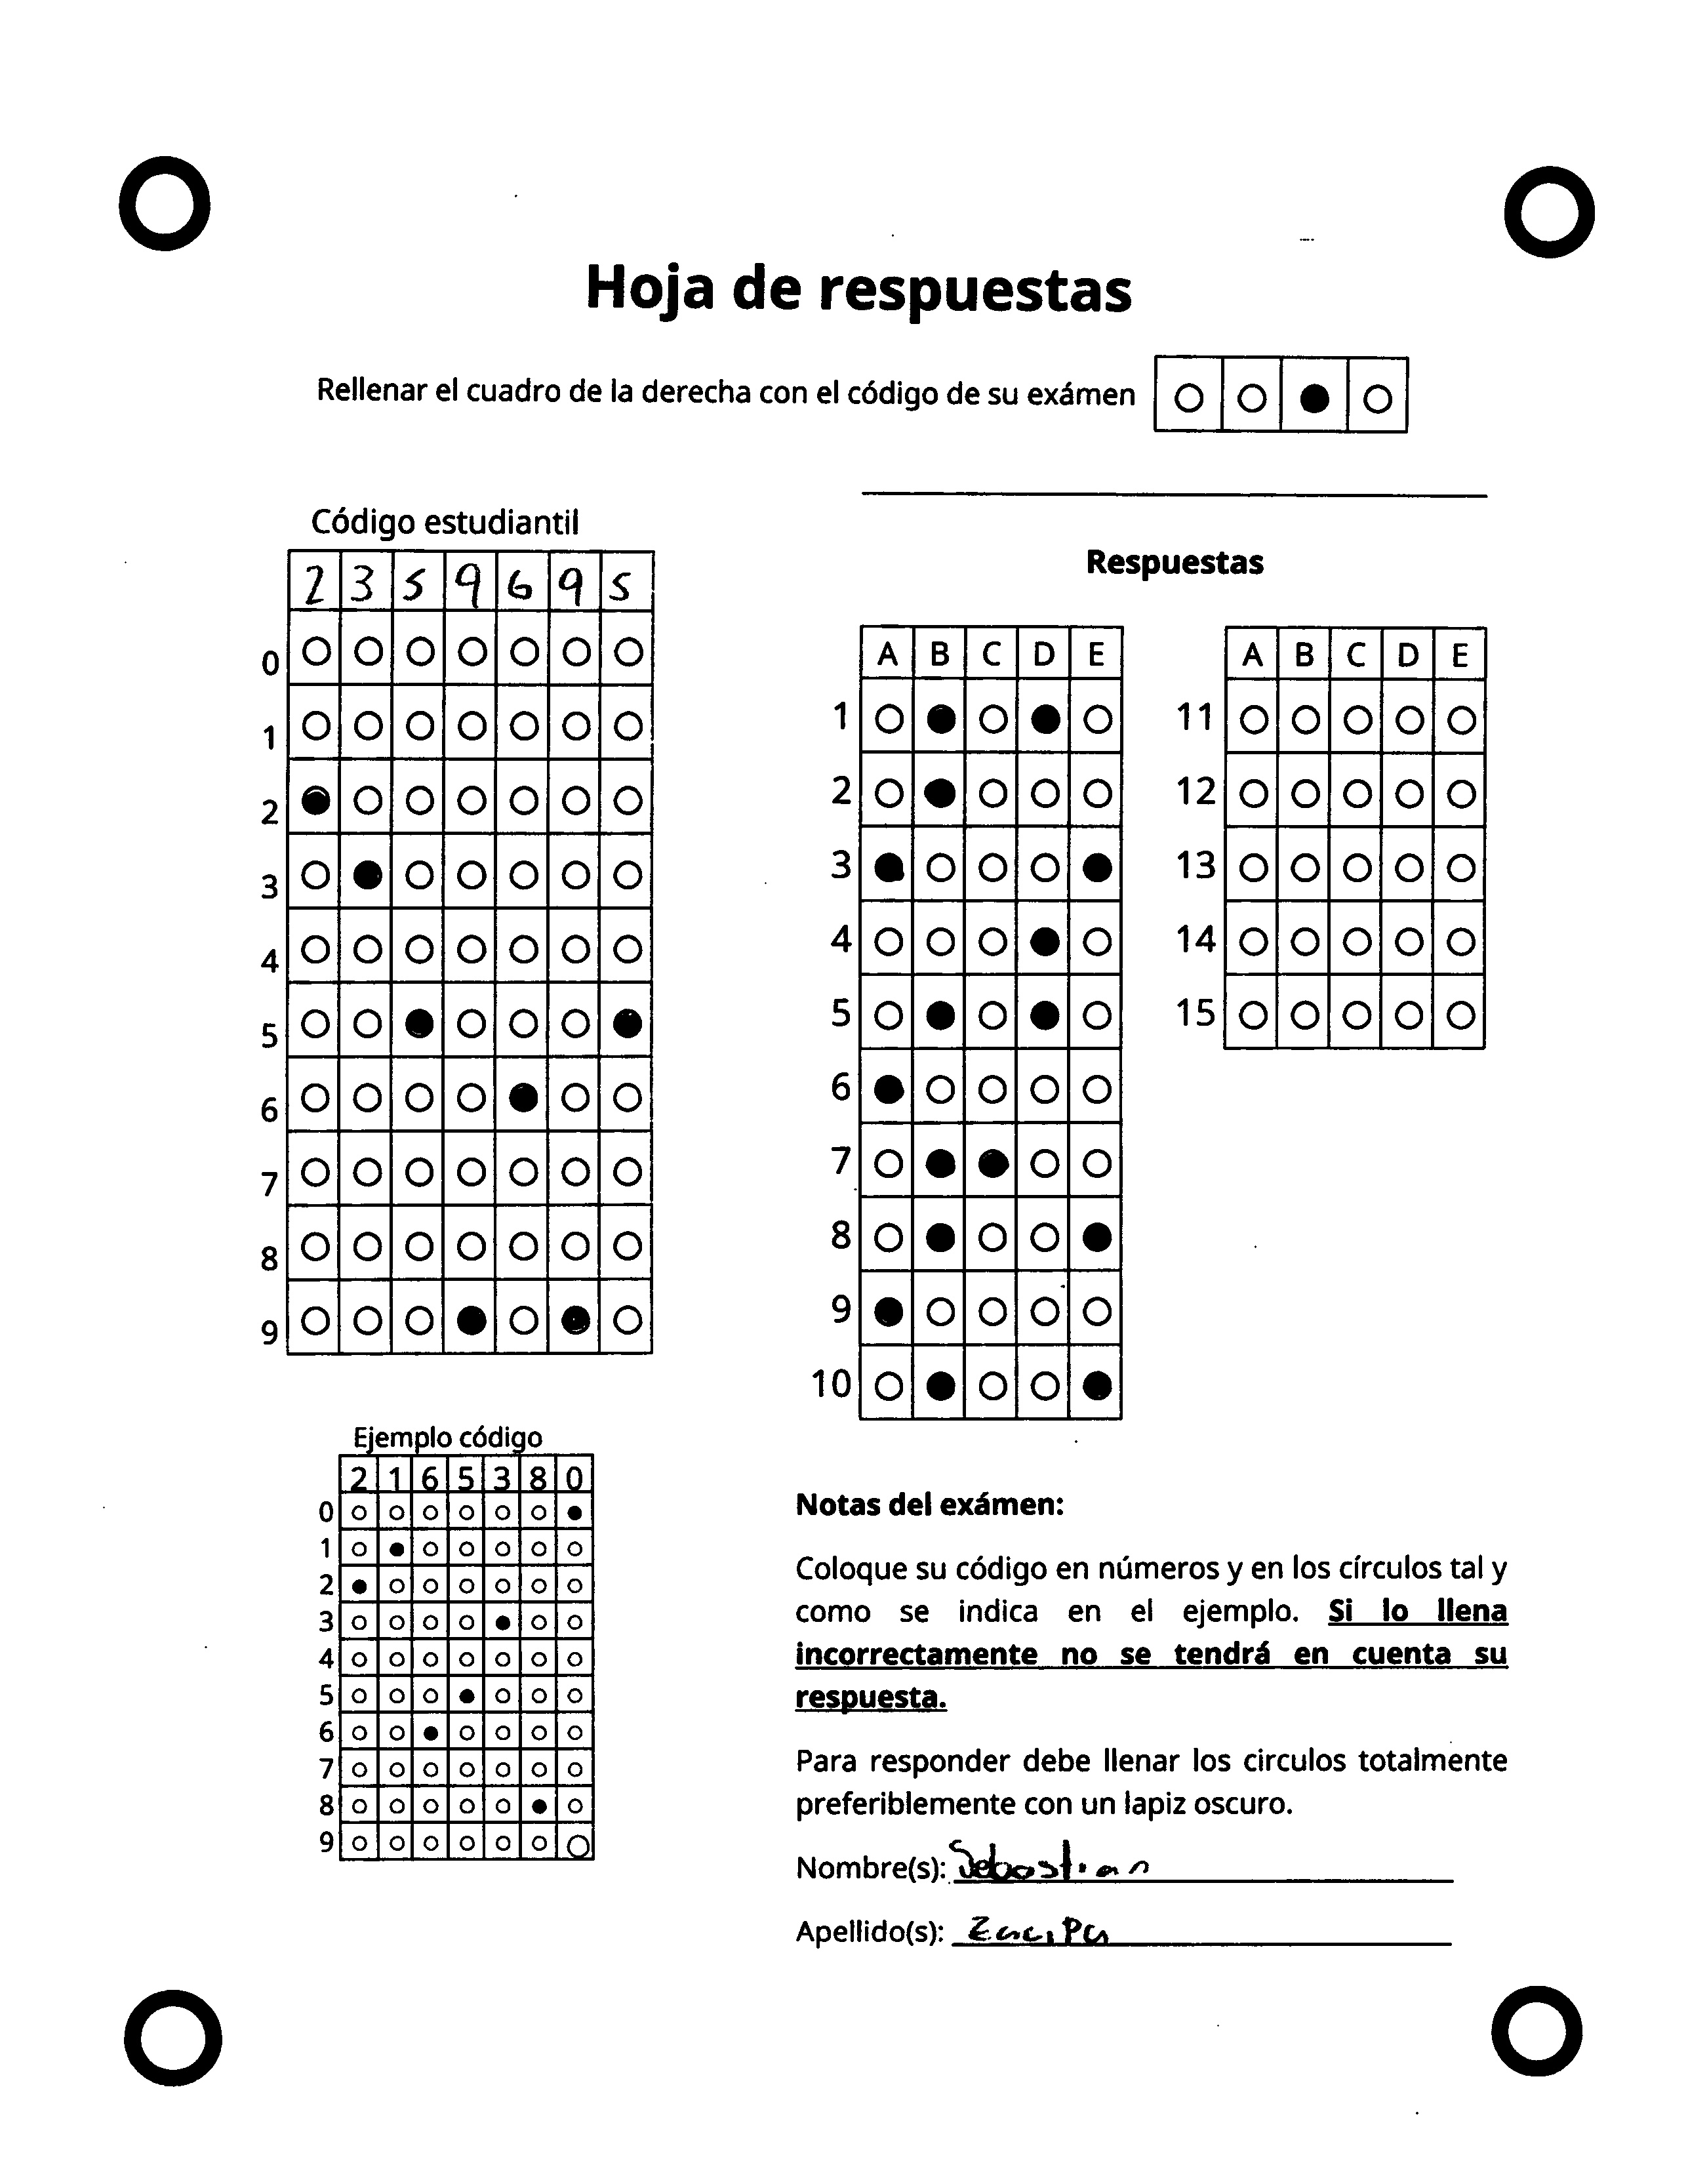 Hoja de respuestas
Rellenar el cuadro de la derecha con el código de su exámen
Código estudiantil
2 3 5 9 6 9 5
0
1
2
3
4
5
6
7
8
9
Respuestas
A B C D E
1
2
3
4
5
6
7
8
9
10
A B C D E
11
12
13
14
15
Ejemplo código
2 1 6 5 3 8 0
0
1
2
3
4
5
6
7
8
9
Notas del exámen:
Coloque su código en números y en los círculos tal y
como se indica en el ejemplo. Si lo llena
incorrectamente no se tendrá en cuenta su
respuesta.
Para responder debe llenar los circulos totalmente
preferiblemente con un lapiz oscuro.
Nombre(s): Sebastian
Apellido(s):